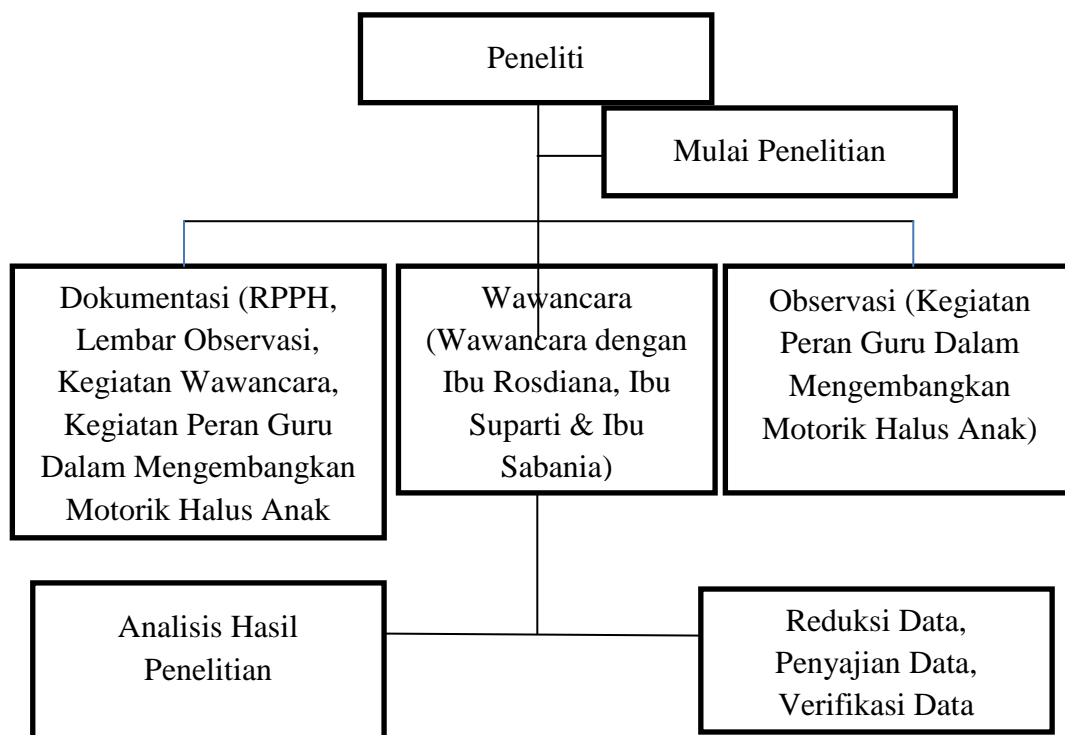 Peneliti
Mulai Penelitian
Dokumentasi (RPPH,
Lembar Observasi,
Kegiatan Wawancara,
Kegiatan Peran Guru
Dalam Mengembangkan
Motorik Halus Anak
Wawancara
(Wawancara dengan
Ibu Rosdiana, Ibu
Suparti & Ibu
Sabania)
Observasi (Kegiatan
Peran Guru Dalam
Mengembangkan
Motorik Halus Anak)
Analisis Hasil
Penelitian
Reduksi Data,
Penyajian Data,
Verifikasi Data